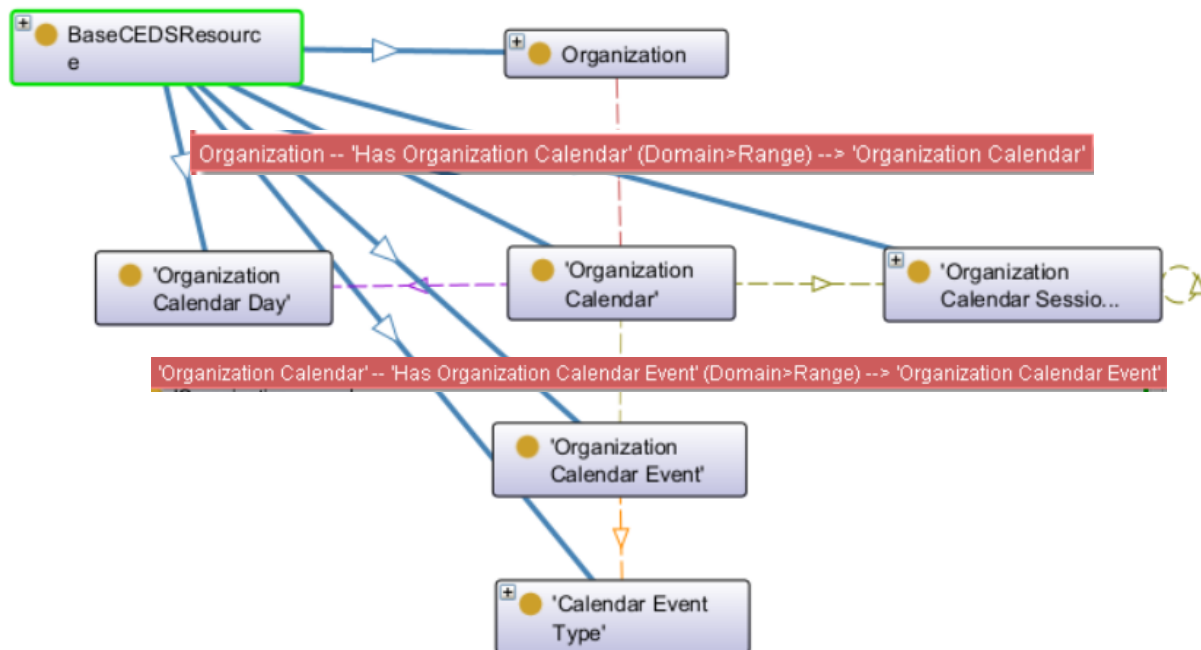 BaseCEDSResourc
e
Organization
Organization -- 'Has Organization Calendar' (Domain>Range) --> 'Organization Calendar'
'Organization
Calendar Day'
'Organization
Calendar'
'Organization
Calendar Sessio...
'Organization Calendar' -- 'Has Organization Calendar Event' (Domain>Range) --> 'Organization Calendar Event'
'Organization
Calendar Event'
'Calendar Event
Type'